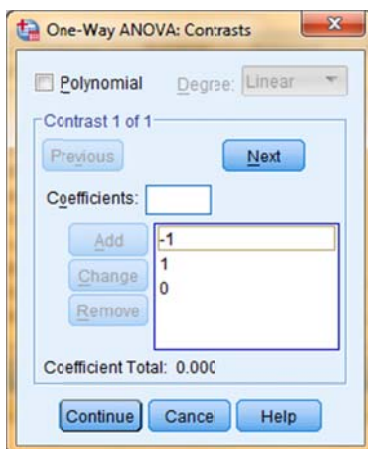 One-Way ANOVA: Contrasts
Polynomial Degree: Linear
Contrast 1 of 1
Previous Next
Coefficients:
Add -1
Change 1
Remove 0
Coefficient Total: 0.000
Continue Cance Help